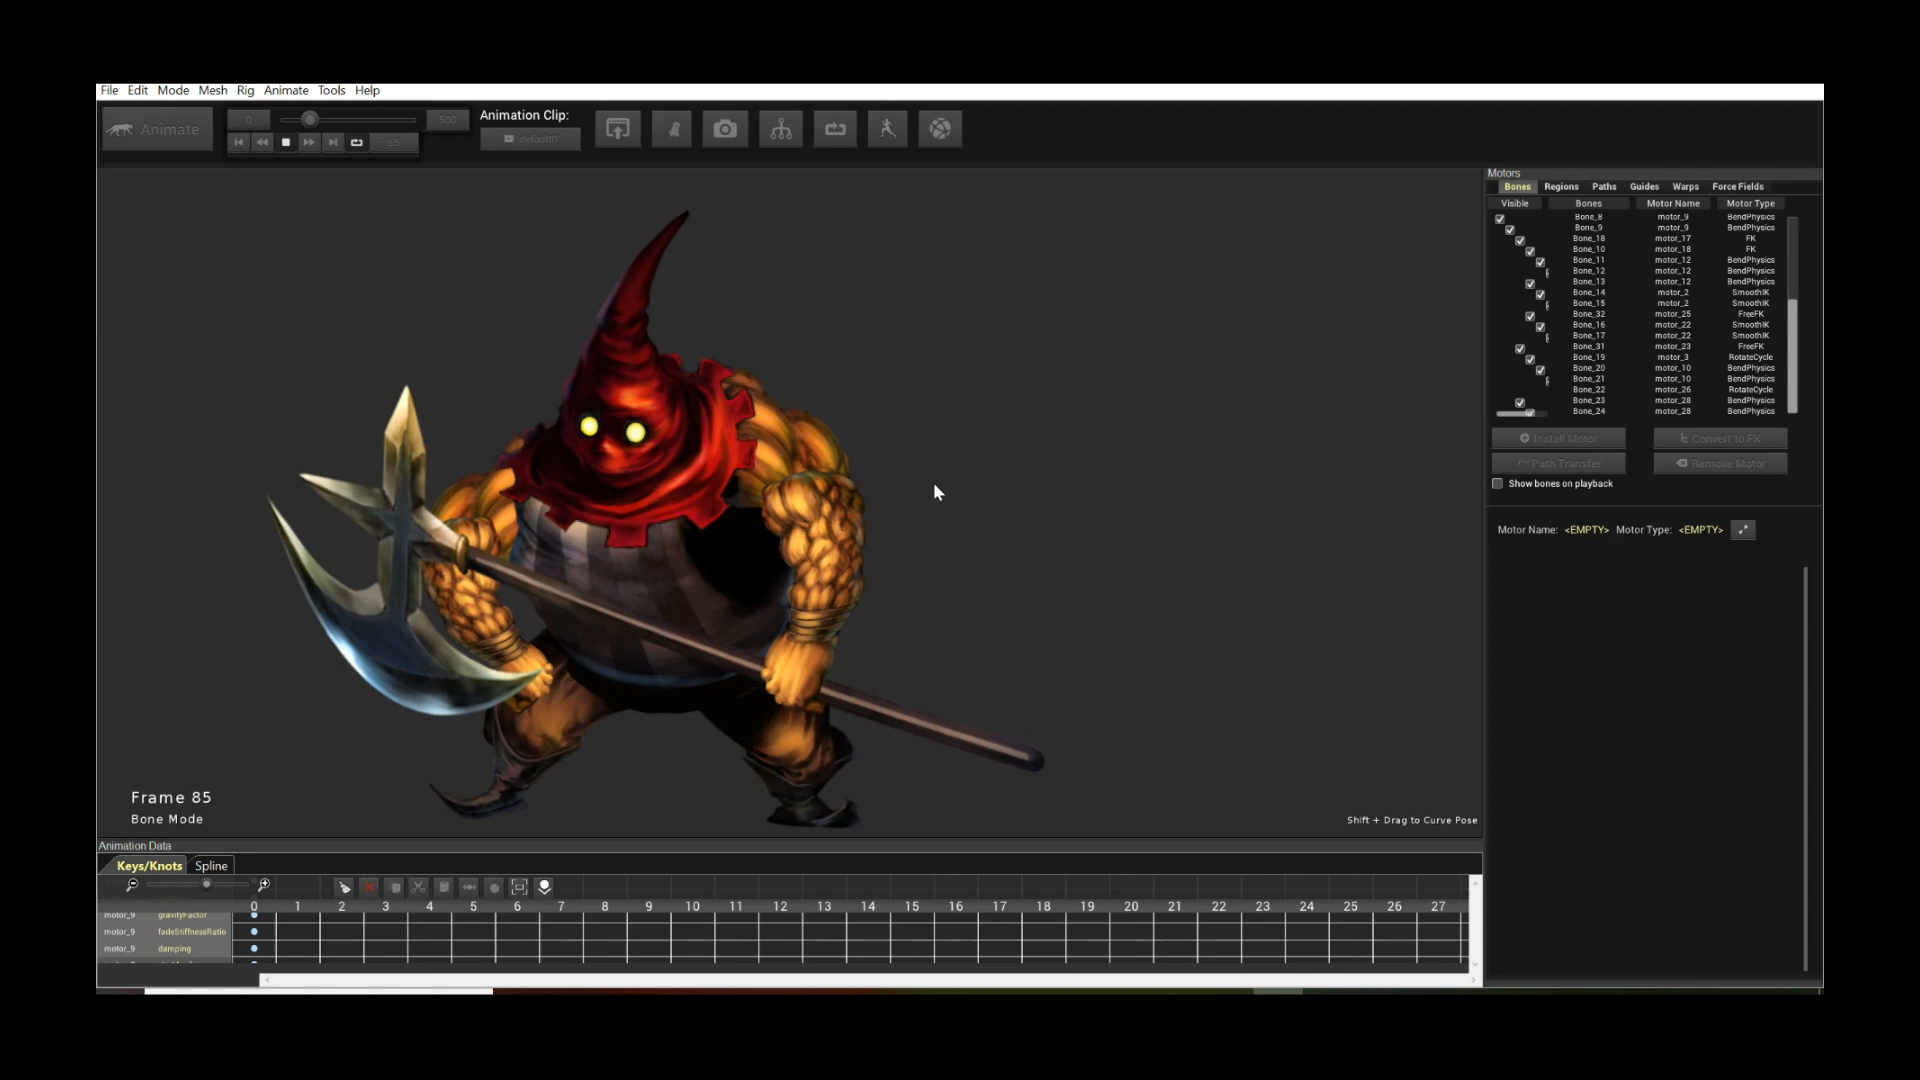 File Edit Mode Mesh Rig Animate Tools Help
Animate
0
500
85
Animation Clip:
default0
Motors
Bones Regions Paths Guides Warps Force Fields
Visible Bones Motor Name Motor Type
Bone_8 motor_9 BendPhysics
Bone_9 motor_9 BendPhysics
Bone_18 motor_17 FK
Bone_10 motor_18 FK
Bone_11 motor_12 BendPhysics
Bone_12 motor_12 BendPhysics
Bone_13 motor_12 BendPhysics
Bone_14 motor_2 SmoothIK
Bone_15 motor_2 SmoothIK
Bone_32 motor_25 FreeFK
Bone_16 motor_22 SmoothIK
Bone_17 motor_22 SmoothIK
Bone_31 motor_23 FreeFK
Bone_19 motor_3 RotateCycle
Bone_20 motor_10 BendPhysics
Bone_21 motor_10 BendPhysics
Bone_22 motor_26 RotateCycle
Bone_23 motor_28 BendPhysics
Bone_24 motor_28 BendPhysics
Install Motor Convert to FK
Path Transfer Remove Motor
Show bones on playback
Motor Name: <EMPTY> Motor Type: <EMPTY>
Frame 85
Bone Mode
Shift + Drag to Curve Pose
Animation Data
Keys/Knots Spline
0 1 2 3 4 5 6 7 8 9 10 11 12 13 14 15 16 17 18 19 20 21 22 23 24 25 26 27
motor_9 gravityFactor
motor_9 fadeStiffnessRatio
motor_9 damping